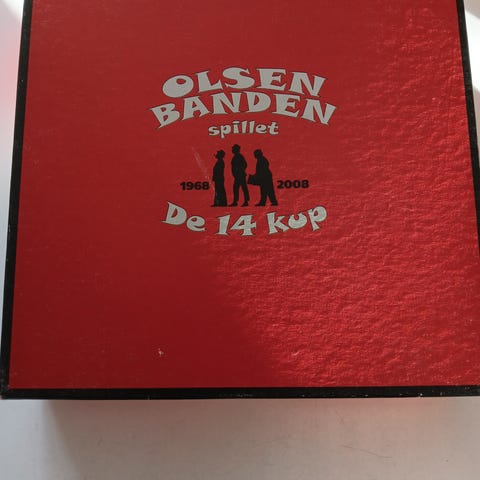 OLSEN
BANDEN
spillet
1968 2008
De 14 kup